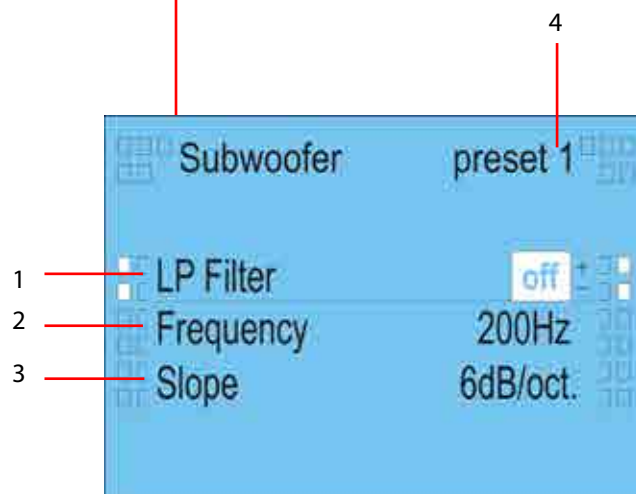 4
Subwoofer preset 1
1 LP Filter off + −
2 Frequency 200Hz
3 Slope 6dB/oct.